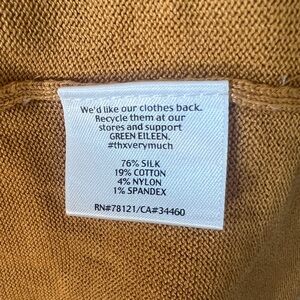 We'd like our clothes back.
Recycle them at our
stores and support
GREEN EILEEN.
#thxverymuch
76% SILK
19% COTTON
4% NYLON
1% SPANDEX
RN#78121/CA#34460